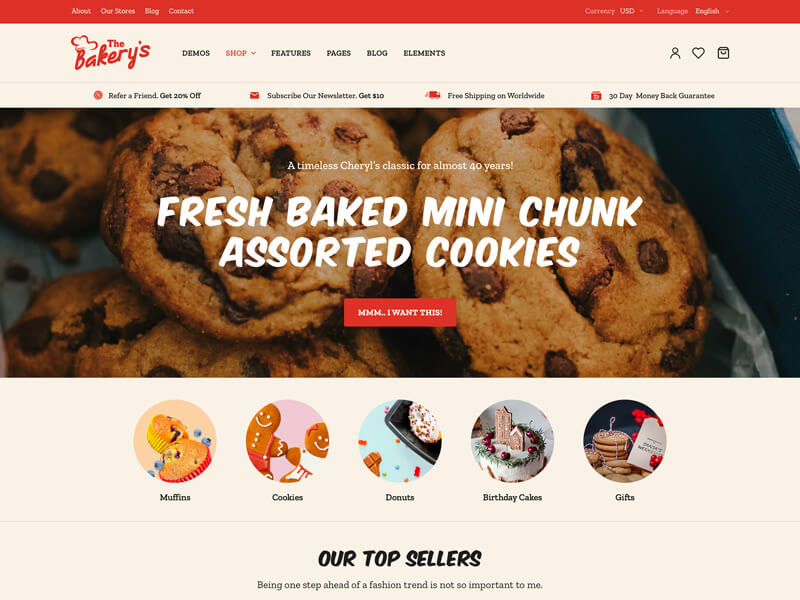 About Our Stores Blog Contact
Currency USD Language English
The
Bakery's
DEMOS SHOP FEATURES PAGES BLOG ELEMENTS
Refer a Friend. Get 20% Off
Subscribe Our Newsletter. Get $10
Free Shipping on Worldwide
30 Day Money Back Guarantee
A timeless Cheryl's classic for almost 40 years!
FRESH BAKED MINI CHUNK
ASSORTED COOKIES
MMM.. I WANT THIS!
Muffins
Cookies
Donuts
Birthday Cakes
Gifts
OUR TOP SELLERS
Being one step ahead of a fashion trend is not so important to me.